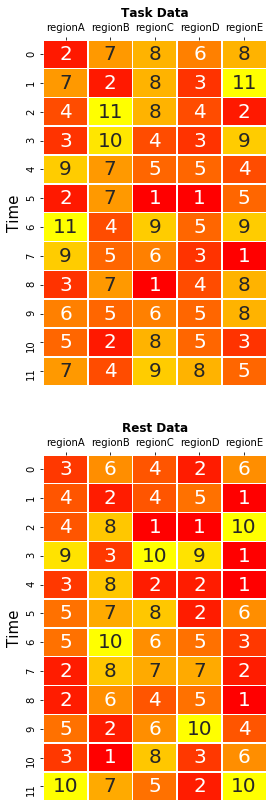 Task Data
regionA regionB regionC regionD regionE
0 2 7 8 6 8
1 7 2 8 3 11
2 4 11 8 4 2
3 3 10 4 3 9
4 9 7 5 5 4
5 2 7 1 1 5
6 11 4 9 5 9
7 9 5 6 3 1
8 3 7 1 4 8
9 6 5 6 5 8
10 5 2 8 5 3
11 7 4 9 8 5
Time
Rest Data
regionA regionB regionC regionD regionE
0 3 6 4 2 6
1 4 2 4 5 1
2 4 8 1 1 10
3 9 3 10 9 1
4 3 8 2 2 1
5 5 7 8 2 6
6 5 10 6 5 3
7 2 8 7 7 2
8 2 6 4 5 1
9 5 2 6 10 4
10 3 1 8 3 6
11 10 7 5 2 10
Time